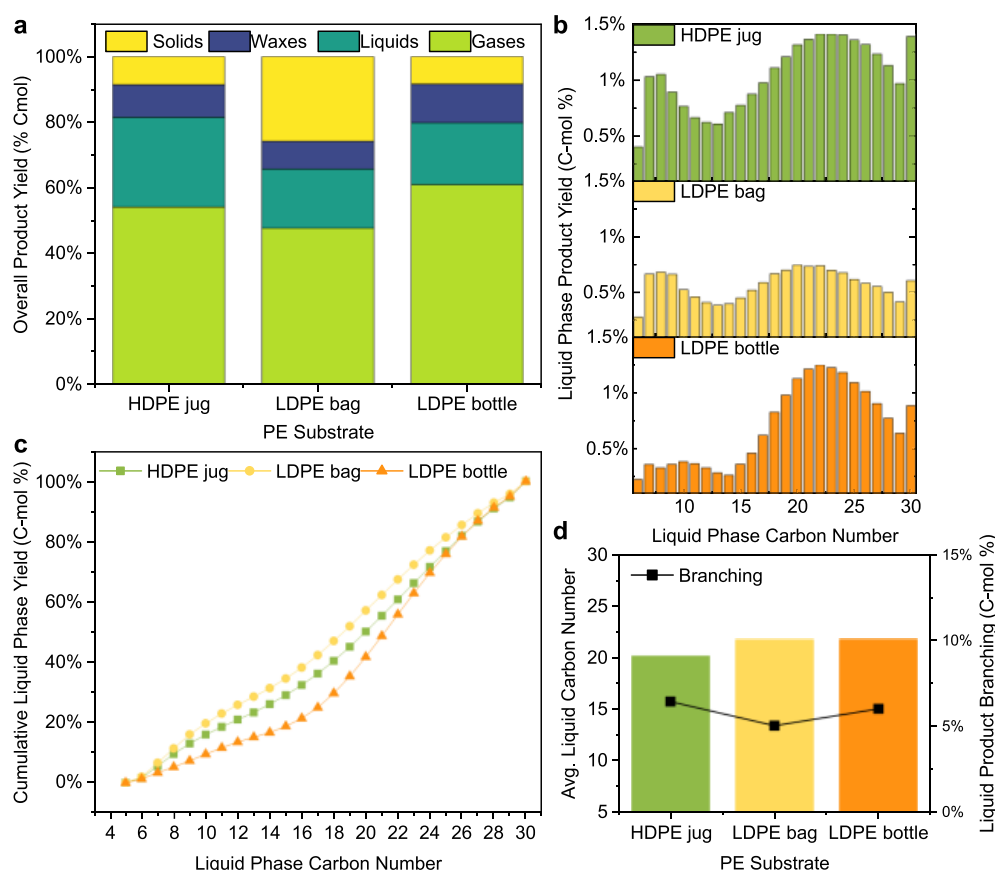 a
Solids Waxes Liquids Gases
100%
80%
60%
40%
20%
0%
Overall Product Yield (% Cmol)
HDPE jug LDPE bag LDPE bottle
PE Substrate
b
1.5%
HDPE jug
1%
0.5%
1.5%
LDPE bag
1%
0.5%
1.5%
LDPE bottle
1%
0.5%
Liquid Phase Product Yield (C-mol %)
10 15 20 25 30
Liquid Phase Carbon Number
c
HDPE jug LDPE bag LDPE bottle
100%
80%
60%
40%
20%
0%
Cumulative Liquid Phase Yield (C-mol %)
4 6 8 10 12 14 16 18 20 22 24 26 28 30
Liquid Phase Carbon Number
d
Branching
30
25
20
15
10
5
Avg. Liquid Carbon Number
15%
10%
5%
0%
Liquid Product Branching (C-mol %)
HDPE jug LDPE bag LDPE bottle
PE Substrate